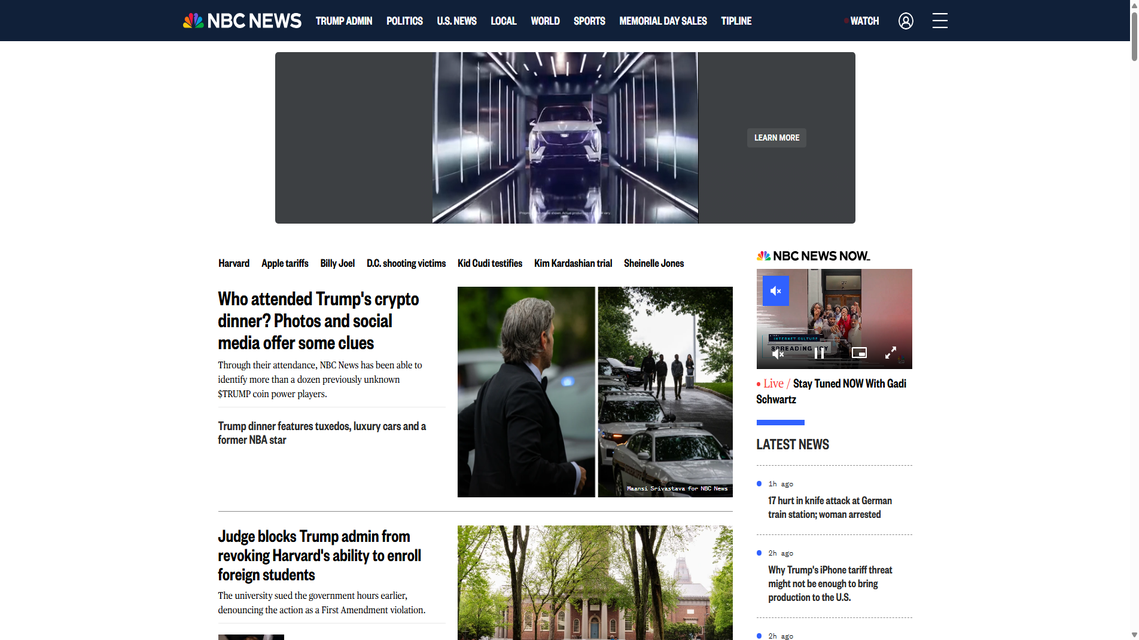 NBC NEWS
TRUMP ADMIN
POLITICS
U.S. NEWS
LOCAL
WORLD
SPORTS
MEMORIAL DAY SALES
TIPLINE
WATCH
LEARN MORE
Harvard
Apple tariffs
Billy Joel
D.C. shooting victims
Kid Cudi testifies
Kim Kardashian trial
Sheinelle Jones
Who attended Trump's crypto
dinner? Photos and social
media offer some clues
Through their attendance, NBC News has been able to
identify more than a dozen previously unknown
$TRUMP coin power players.
Trump dinner features tuxedos, luxury cars and a
former NBA star
Maansi Srivastava for NBC News
Judge blocks Trump admin from
revoking Harvard's ability to enroll
foreign students
The university sued the government hours earlier,
denouncing the action as a First Amendment violation.
NBC NEWS NOW
INTERNET CULTURE
SPREADING
• Live / Stay Tuned NOW With Gadi
Schwartz
LATEST NEWS
1h ago
17 hurt in knife attack at German
train station; woman arrested
2h ago
Why Trump's iPhone tariff threat
might not be enough to bring
production to the U.S.
2h ago